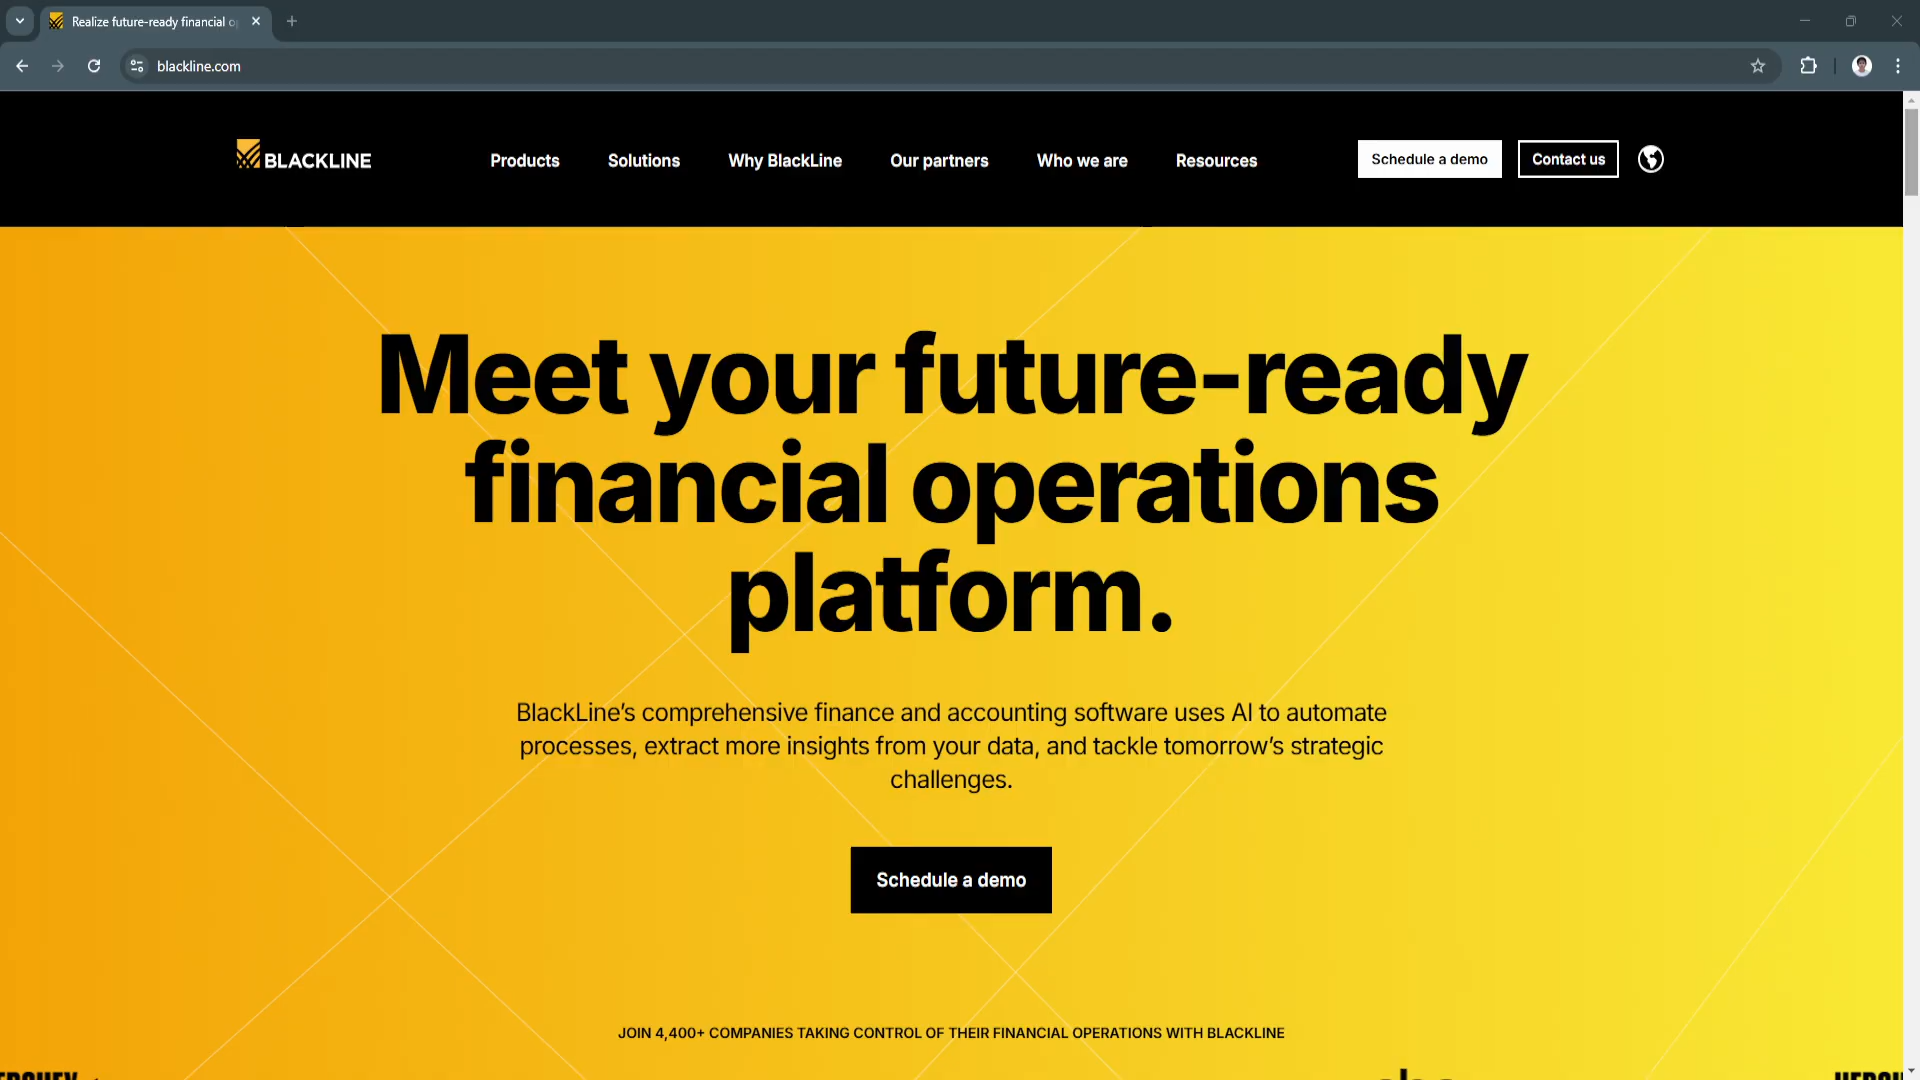 Realize future-ready financial o
blackline.com
BLACKLINE
Products
Solutions
Why BlackLine
Our partners
Who we are
Resources
Schedule a demo
Contact us
Meet your future-ready
financial operations
platform.
BlackLine's comprehensive finance and accounting software uses AI to automate
processes, extract more insights from your data, and tackle tomorrow's strategic
challenges.
Schedule a demo
JOIN 4,400+ COMPANIES TAKING CONTROL OF THEIR FINANCIAL OPERATIONS WITH BLACKLINE